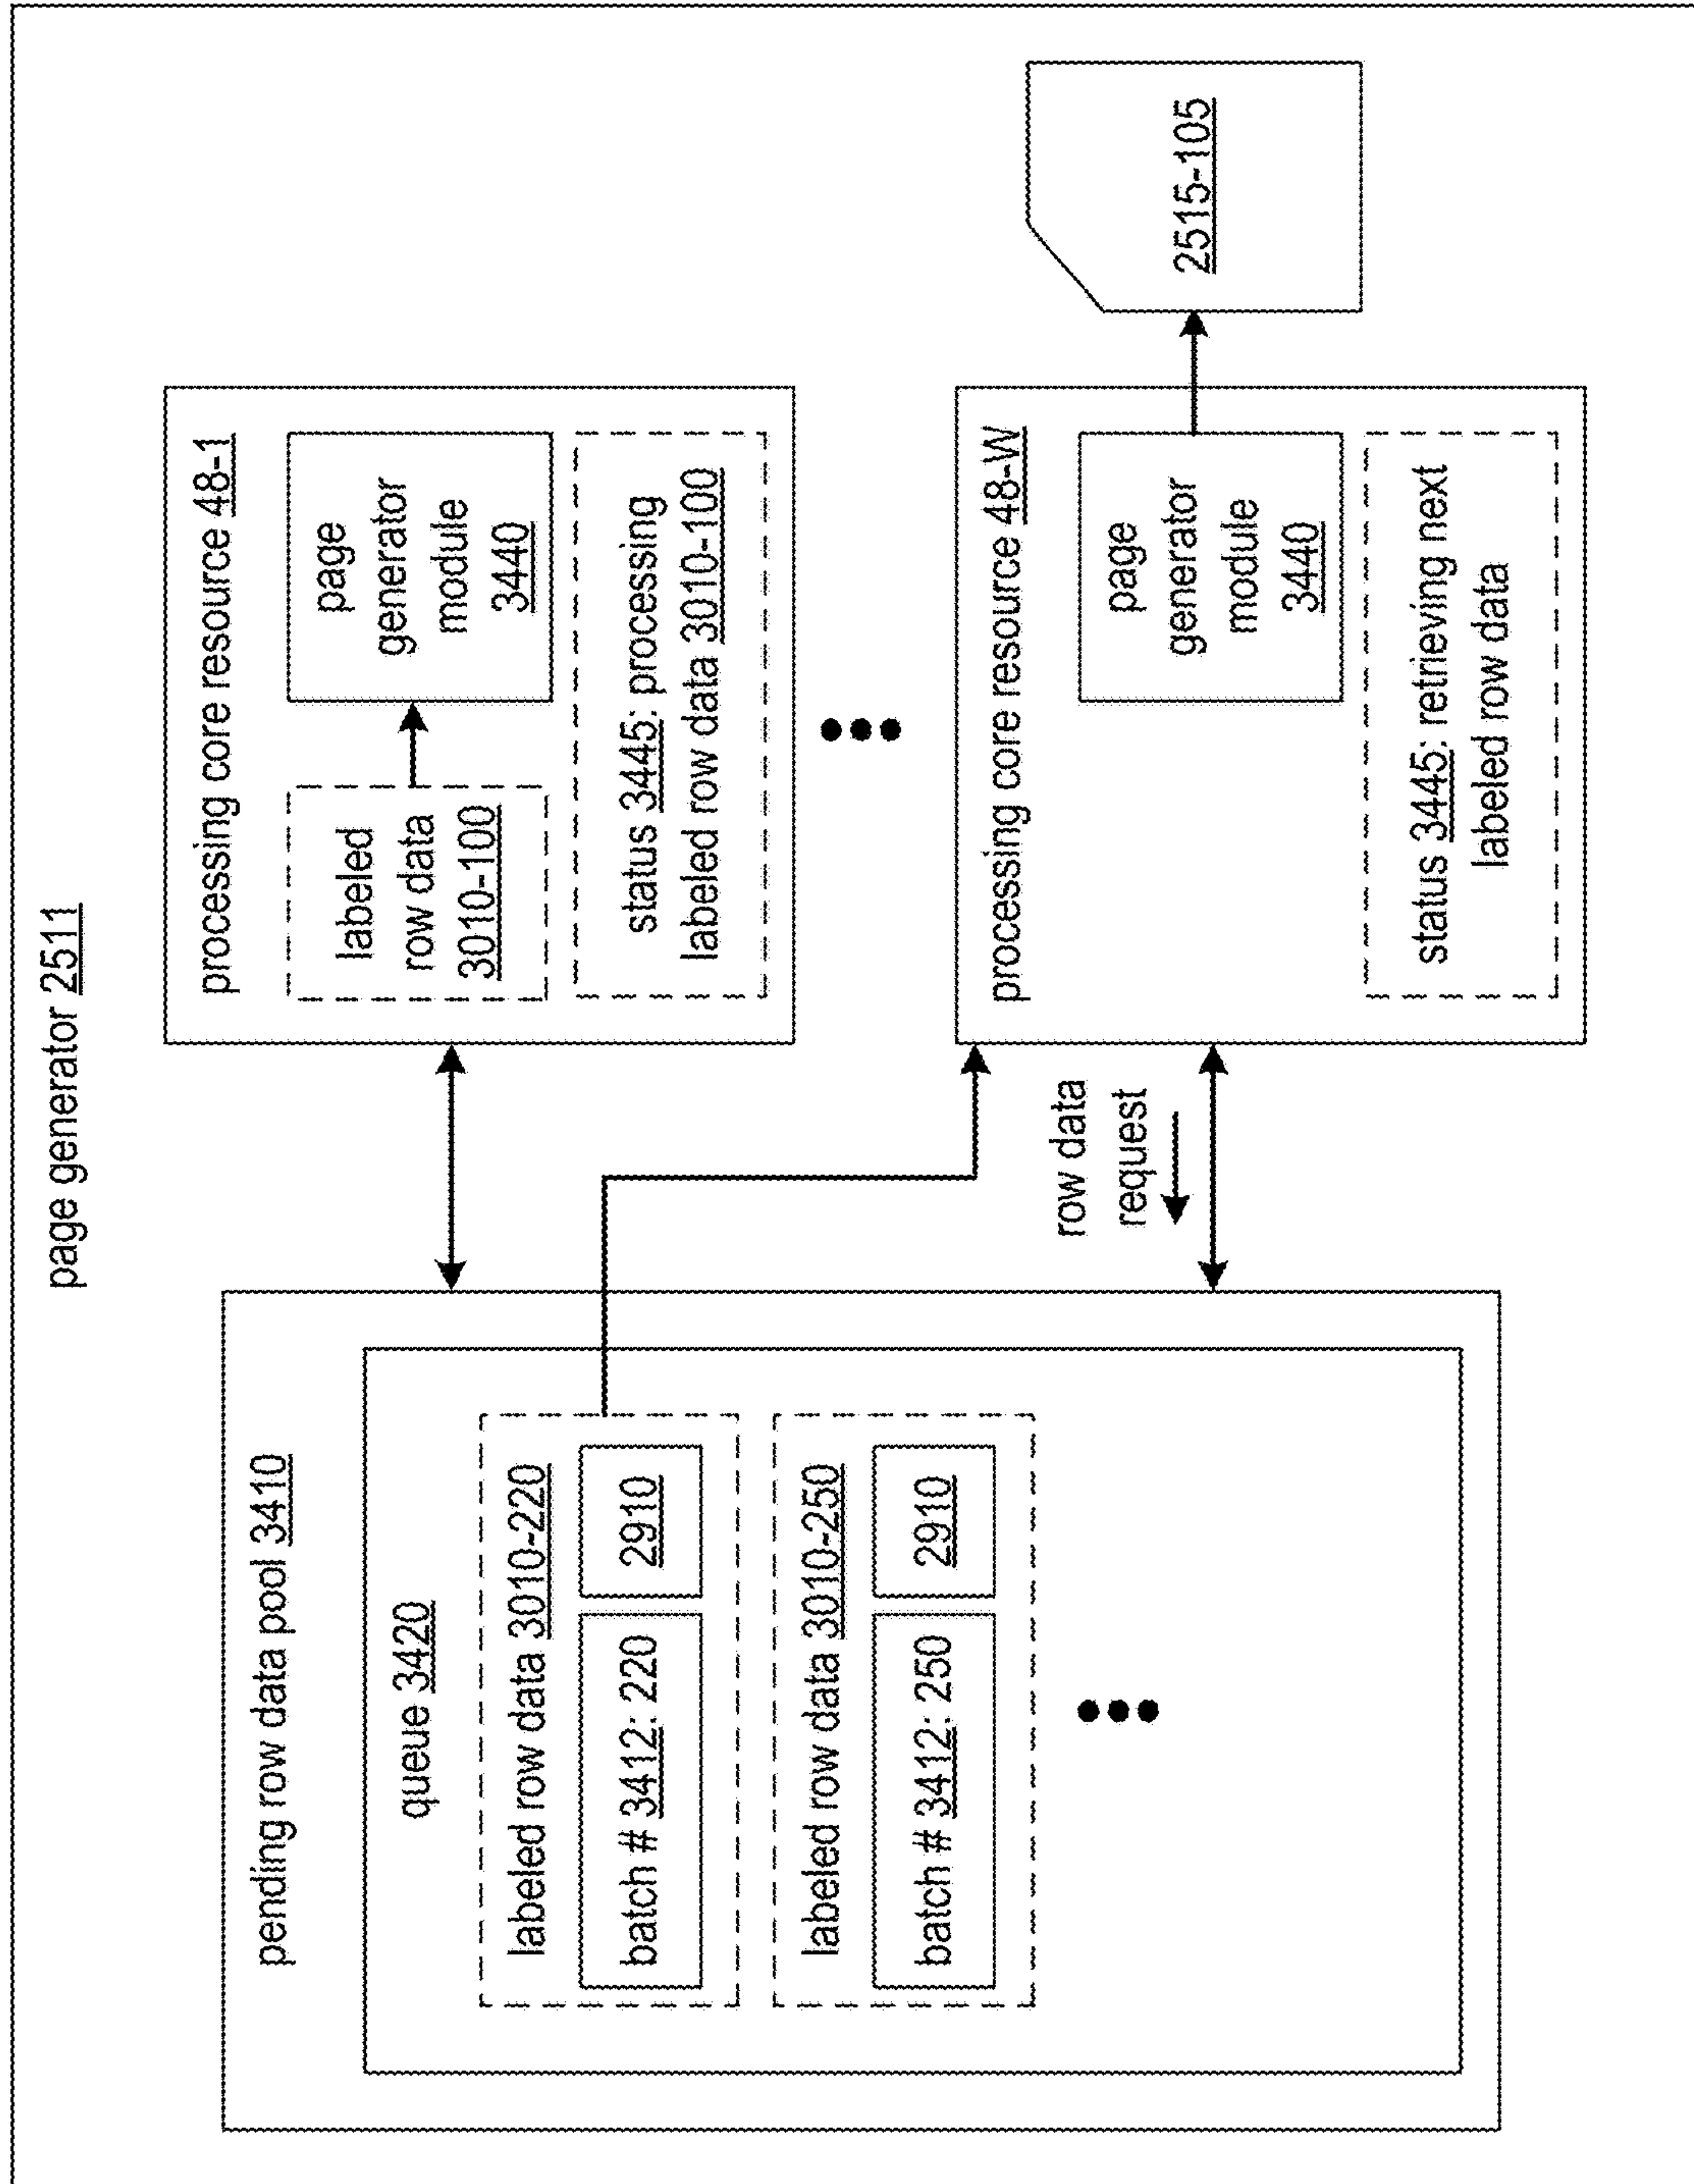 page generator 2511
pending row data pool 3410
queue 3420
labeled row data 3010-220
batch # 3412: 220
2910
labeled row data 3010-250
batch # 3412: 250
2910
row data
request
processing core resource 48-1
labeled
row data
3010-100
page
generator
module
3440
status 3445: processing
labeled row data 3010-100
processing core resource 48-W
page
generator
module
3440
status 3445: retrieving next
labeled row data
2515-105